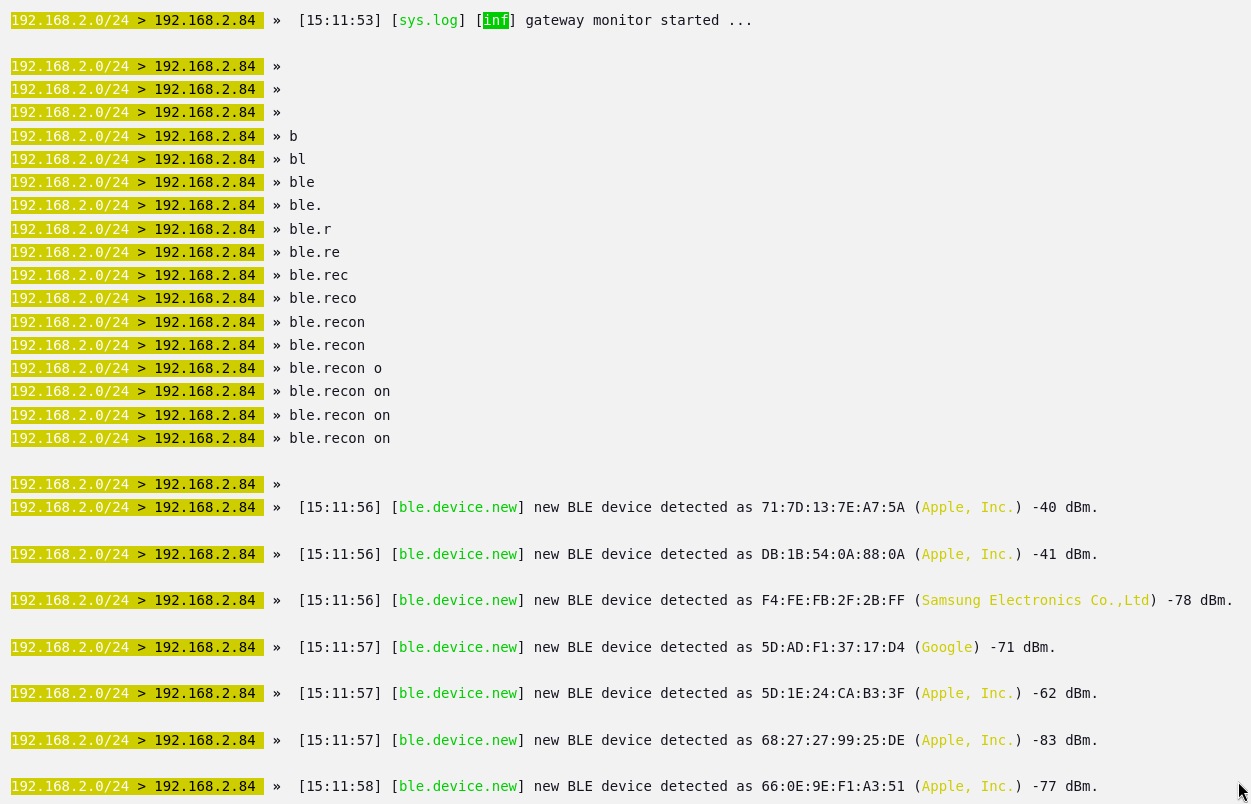 192.168.2.0/24 > 192.168.2.84 » [15:11:53] [sys.log] [inf] gateway monitor started ...
192.168.2.0/24 > 192.168.2.84 »
192.168.2.0/24 > 192.168.2.84 »
192.168.2.0/24 > 192.168.2.84 »
192.168.2.0/24 > 192.168.2.84 » b
192.168.2.0/24 > 192.168.2.84 » bl
192.168.2.0/24 > 192.168.2.84 » ble
192.168.2.0/24 > 192.168.2.84 » ble.
192.168.2.0/24 > 192.168.2.84 » ble.r
192.168.2.0/24 > 192.168.2.84 » ble.re
192.168.2.0/24 > 192.168.2.84 » ble.rec
192.168.2.0/24 > 192.168.2.84 » ble.reco
192.168.2.0/24 > 192.168.2.84 » ble.recon
192.168.2.0/24 > 192.168.2.84 » ble.recon
192.168.2.0/24 > 192.168.2.84 » ble.recon o
192.168.2.0/24 > 192.168.2.84 » ble.recon on
192.168.2.0/24 > 192.168.2.84 » ble.recon on
192.168.2.0/24 > 192.168.2.84 » ble.recon on
192.168.2.0/24 > 192.168.2.84 »
192.168.2.0/24 > 192.168.2.84 » [15:11:56] [ble.device.new] new BLE device detected as 71:7D:13:7E:A7:5A (Apple, Inc.) -40 dBm.
192.168.2.0/24 > 192.168.2.84 » [15:11:56] [ble.device.new] new BLE device detected as DB:1B:54:0A:88:0A (Apple, Inc.) -41 dBm.
192.168.2.0/24 > 192.168.2.84 » [15:11:56] [ble.device.new] new BLE device detected as F4:FE:FB:2F:2B:FF (Samsung Electronics Co.,Ltd) -78 dBm.
192.168.2.0/24 > 192.168.2.84 » [15:11:57] [ble.device.new] new BLE device detected as 5D:AD:F1:37:17:D4 (Google) -71 dBm.
192.168.2.0/24 > 192.168.2.84 » [15:11:57] [ble.device.new] new BLE device detected as 5D:1E:24:CA:B3:3F (Apple, Inc.) -62 dBm.
192.168.2.0/24 > 192.168.2.84 » [15:11:57] [ble.device.new] new BLE device detected as 68:27:27:99:25:DE (Apple, Inc.) -83 dBm.
192.168.2.0/24 > 192.168.2.84 » [15:11:58] [ble.device.new] new BLE device detected as 66:0E:9E:F1:A3:51 (Apple, Inc.) -77 dBm.